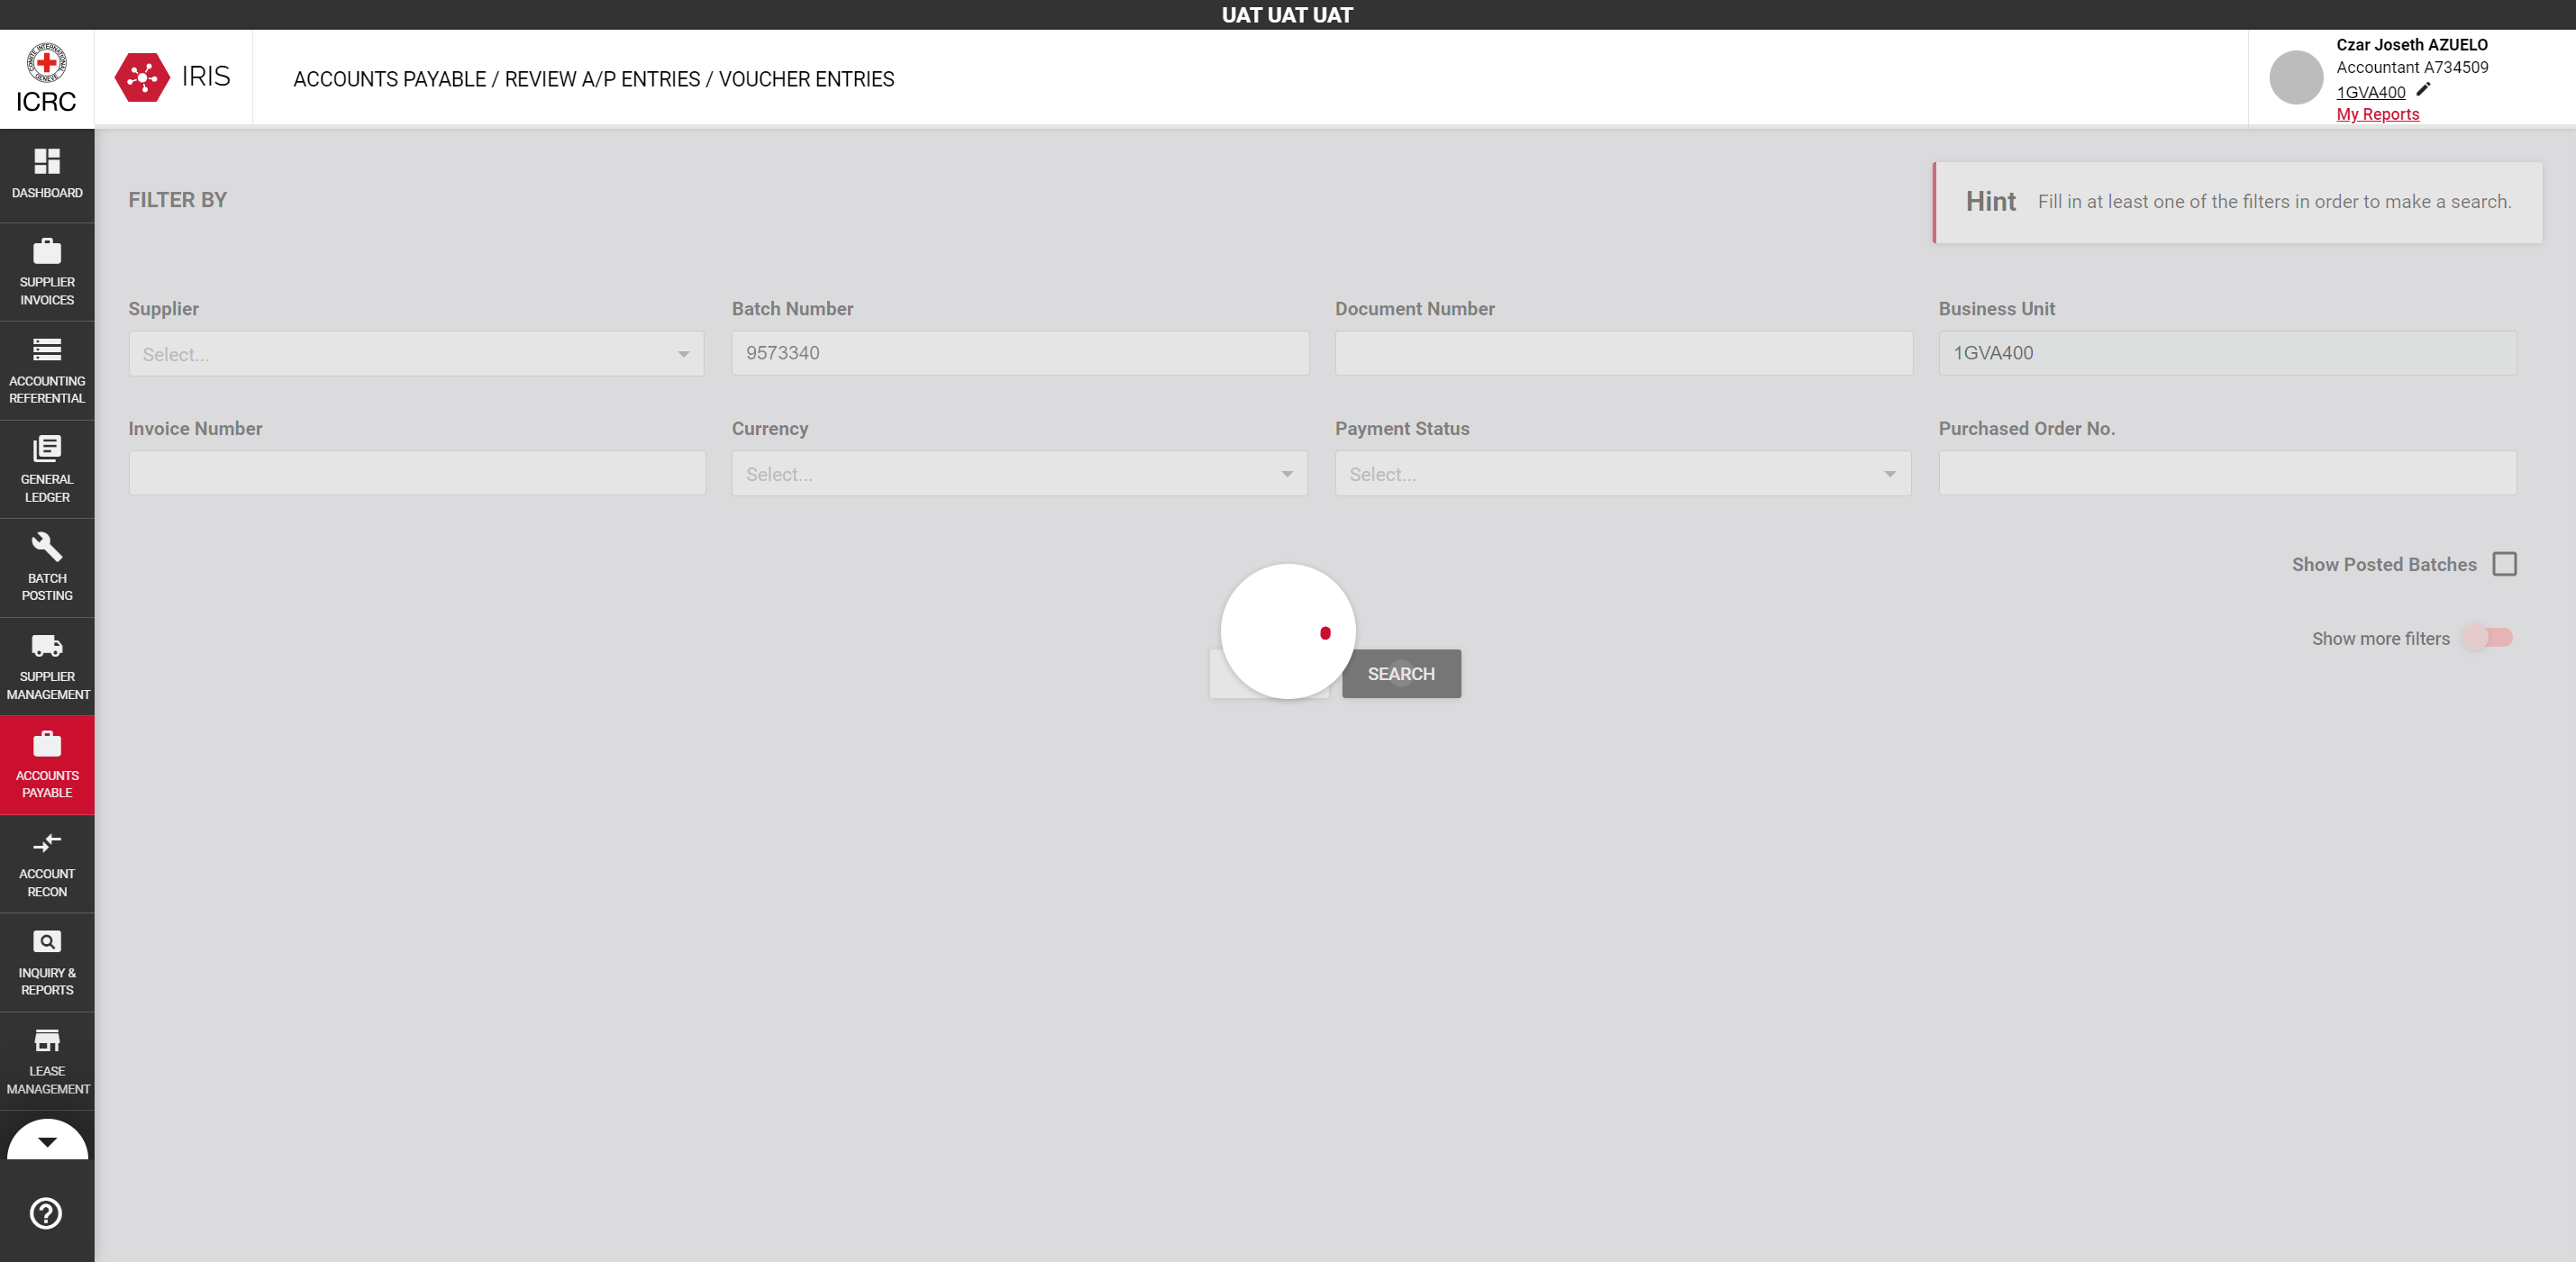 UAT UAT UAT
ICRC
IRIS
ACCOUNTS PAYABLE / REVIEW A/P ENTRIES / VOUCHER ENTRIES
Czar Joseth AZUELO
Accountant A734509
1GVA400
My Reports
DASHBOARD
SUPPLIER
INVOICES
ACCOUNTING
REFERENTIAL
GENERAL
LEDGER
BATCH
POSTING
SUPPLIER
MANAGEMENT
ACCOUNTS
PAYABLE
ACCOUNT
RECON
INQUIRY &
REPORTS
LEASE
MANAGEMENT
FILTER BY
Hint Fill in at least one of the filters in order to make a search.
Supplier
Select...
Batch Number
9573340
Document Number
Business Unit
1GVA400
Invoice Number
Currency
Select...
Payment Status
Select...
Purchased Order No.
Show Posted Batches
Show more filters
SEARCH